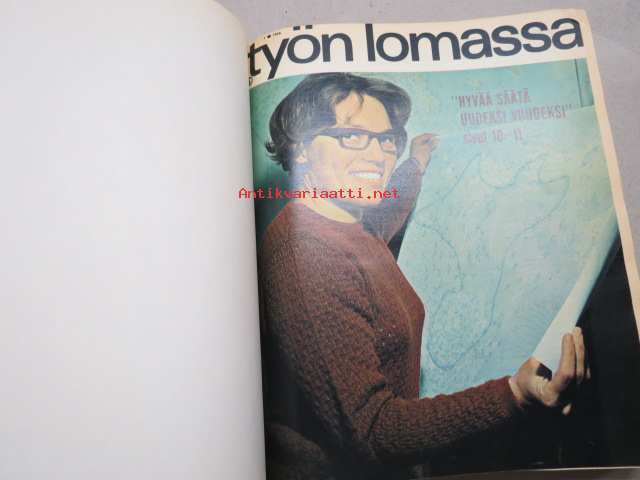 työn lomassa
"HYVÄÄ SÄÄTÄ
UUDEKSI VUODEKSI"
sivut 10-11
Antikvariaatti.net